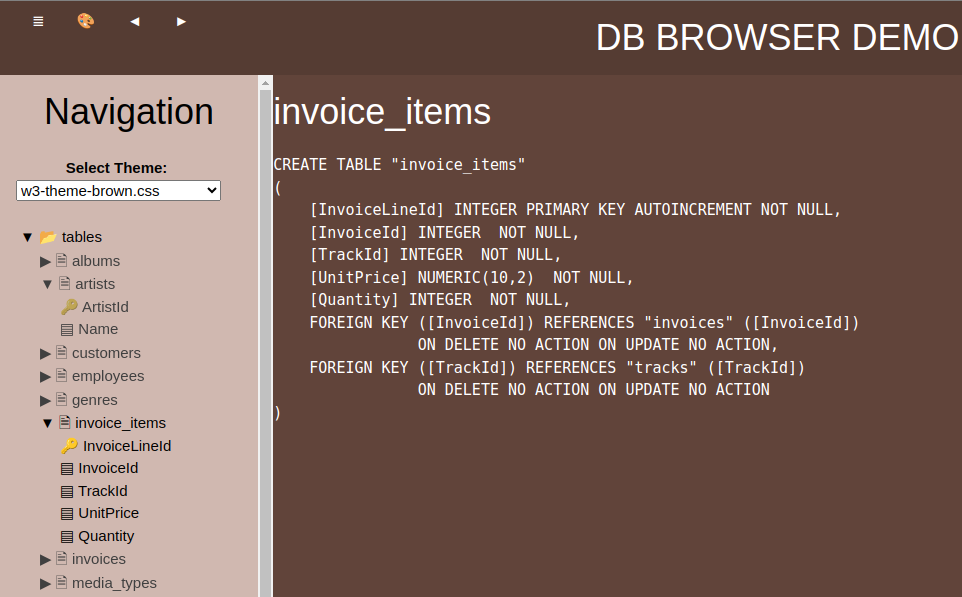 DB BROWSER DEMO
Navigation
Select Theme:
w3-theme-brown.css
tables
albums
artists
ArtistId
Name
customers
employees
genres
invoice_items
InvoiceLineId
InvoiceId
TrackId
UnitPrice
Quantity
invoices
media_types
invoice_items
CREATE TABLE "invoice_items"
(
    [InvoiceLineId] INTEGER PRIMARY KEY AUTOINCREMENT NOT NULL,
    [InvoiceId] INTEGER  NOT NULL,
    [TrackId] INTEGER  NOT NULL,
    [UnitPrice] NUMERIC(10,2)  NOT NULL,
    [Quantity] INTEGER  NOT NULL,
    FOREIGN KEY ([InvoiceId]) REFERENCES "invoices" ([InvoiceId])
                ON DELETE NO ACTION ON UPDATE NO ACTION,
    FOREIGN KEY ([TrackId]) REFERENCES "tracks" ([TrackId])
                ON DELETE NO ACTION ON UPDATE NO ACTION
)